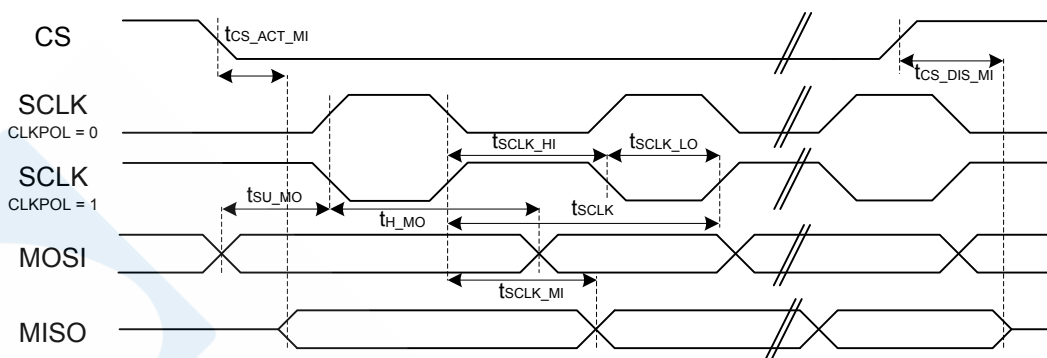 CS
tCS_ACT_MI
tCS_DIS_MI
SCLK
CLKPOL = 0
tSCLK_HI
tSCLK_LO
SCLK
CLKPOL = 1
tSU_MO
tH_MO
tSCLK
MOSI
tSCLK_MI
MISO